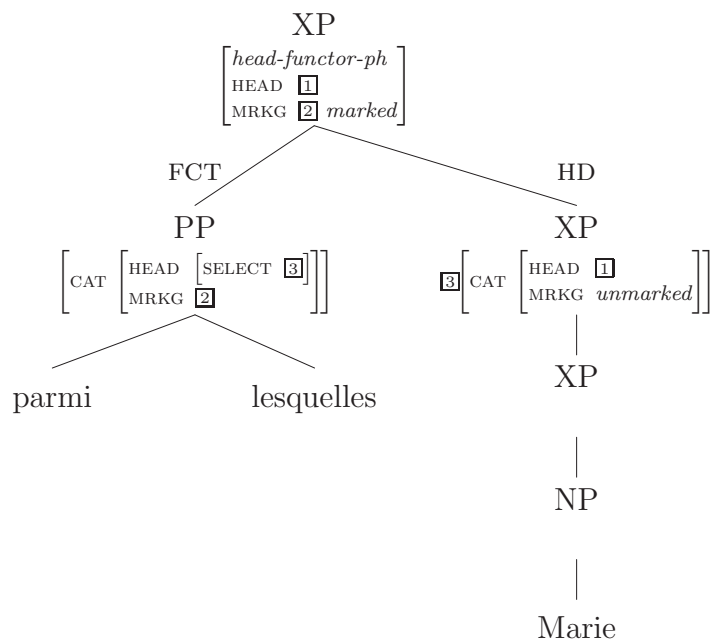 XP
head-functor-ph
HEAD 1
MRKG 2 marked
FCT HD
PP XP
CAT HEAD SELECT 3 MRKG 2
3 CAT HEAD 1 MRKG unmarked
XP
parmi lesquelles
NP
Marie